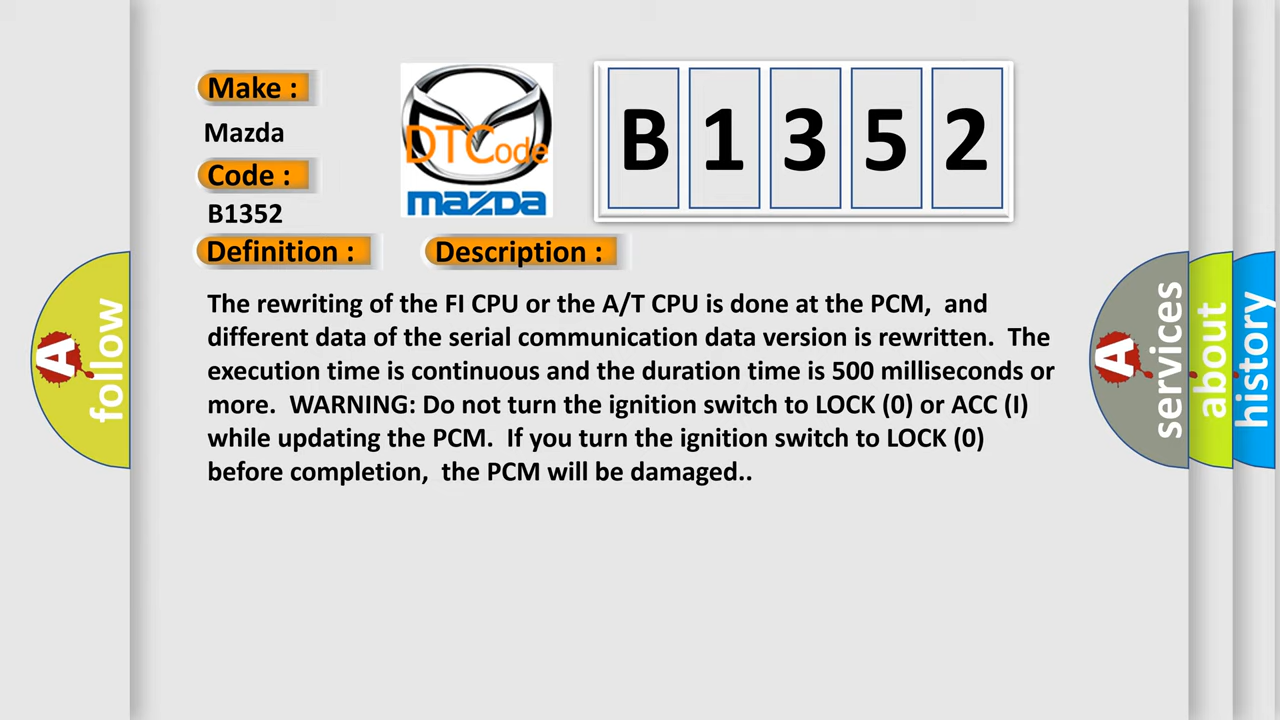 Make :
Mazda
Code :
B1352
Definition :
Description :
DTCode
mazda
B 1 3 5 2
The rewriting of the FI CPU or the A/T CPU is done at the PCM, and
different data of the serial communication data version is rewritten The
execution time is continuous and the duration time is 500 milliseconds or
more WARNING: Do not turn the ignition switch to LOCK (0) or ACC (I)
while updating the PCM If you turn the ignition switch to LOCK (0)
before completion, the PCM will be damaged..
A follow
A services
about
history